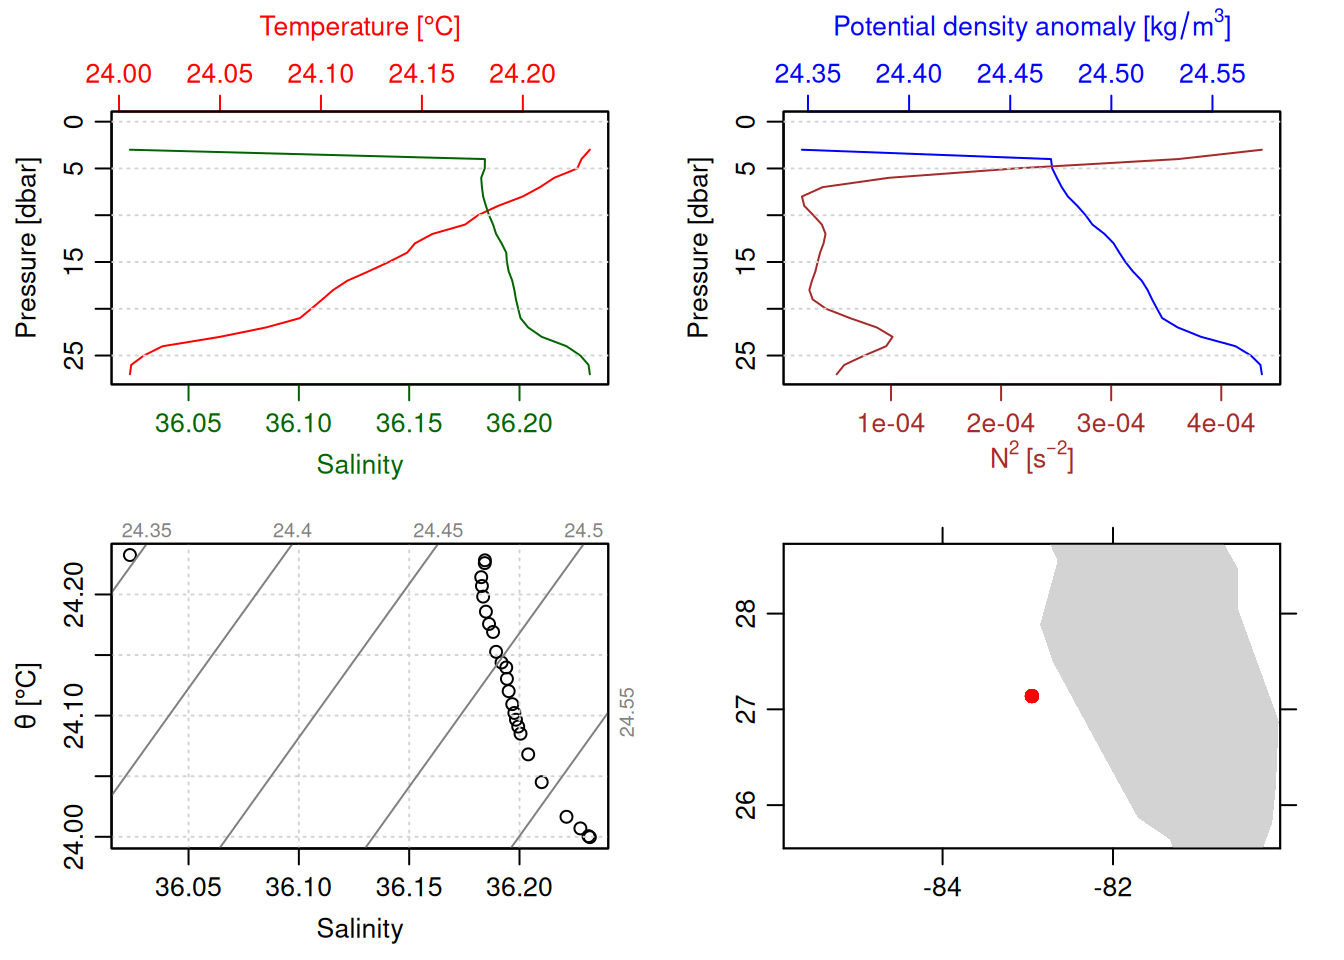 Temperature [°C]
24.00 24.05 24.10 24.15 24.20
Pressure [dbar]
0
5
15
25
36.05 36.10 36.15 36.20
Salinity
Potential density anomaly [kg/m³]
24.35 24.40 24.45 24.50 24.55
Pressure [dbar]
0
5
15
25
1e-04 2e-04 3e-04 4e-04
N² [s⁻²]
24.35 24.4 24.45 24.5
24.55
θ [°C]
24.20
24.10
24.00
36.05 36.10 36.15 36.20
Salinity
28
27
26
-84 -82